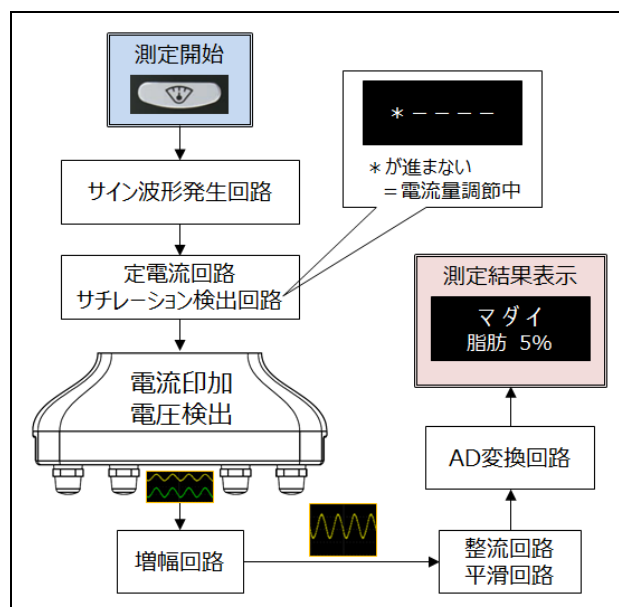 測定開始
＊－－－－
＊が進まない
＝電流量調節中
サイン波形発生回路
定電流回路
サチレーション検出回路
測定結果表示
マダイ
脂肪 5%
電流印加
電圧検出
AD変換回路
増幅回路
整流回路
平滑回路